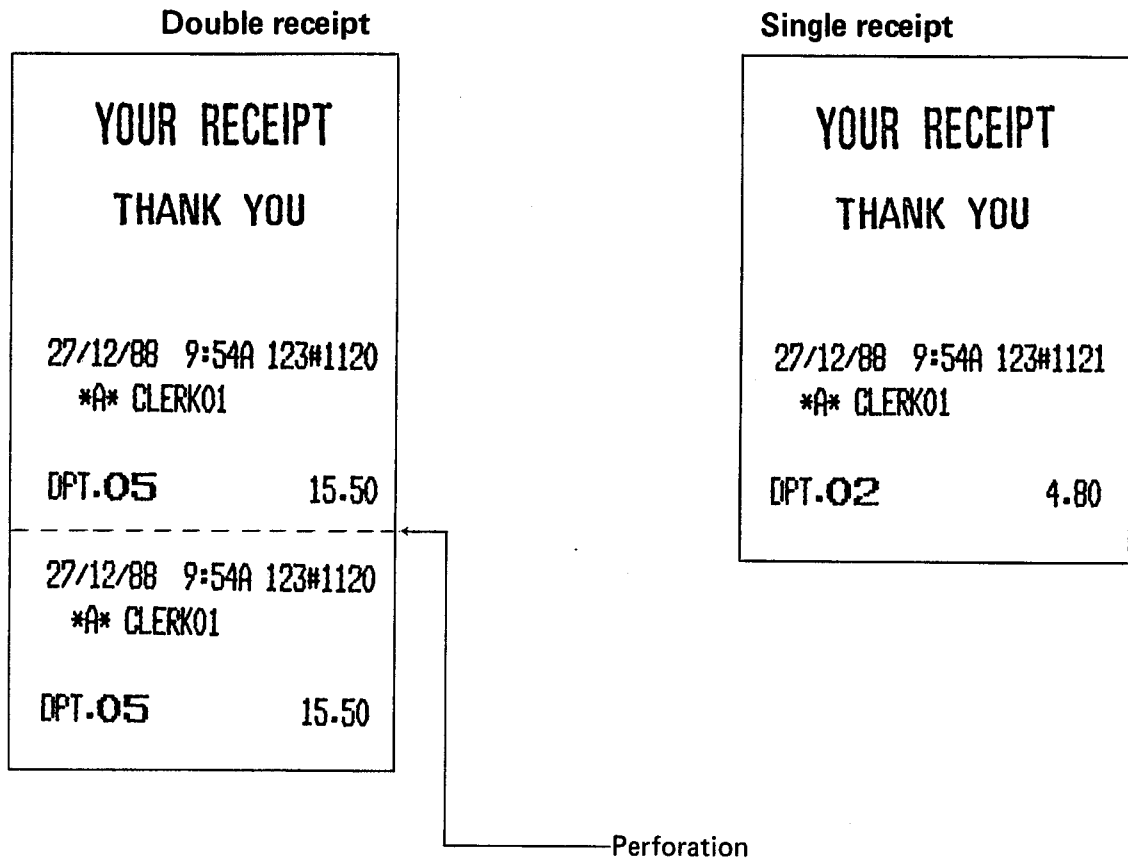 Double receipt
YOUR RECEIPT
THANK YOU
27/12/88 9:54A 123#1120
*A* CLERK01
DPT.05 15.50
27/12/88 9:54A 123#1120
*A* CLERK01
DPT.05 15.50
Perforation
Single receipt
YOUR RECEIPT
THANK YOU
27/12/88 9:54A 123#1121
*A* CLERK01
DPT.02 4.80